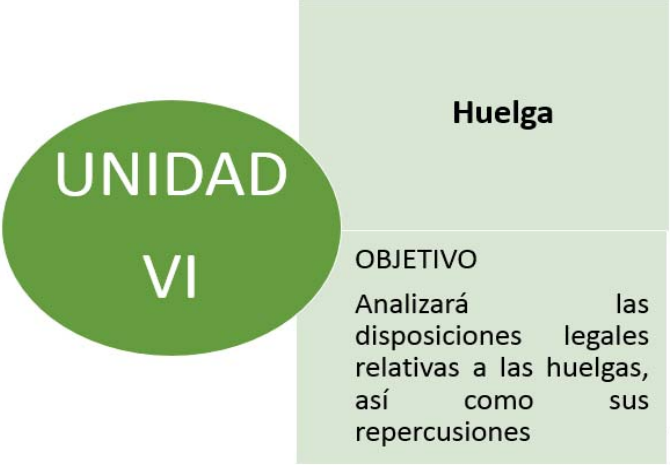 UNIDAD
VI
Huelga
OBJETIVO
Analizará las
disposiciones legales
relativas a las huelgas,
así como sus
repercusiones